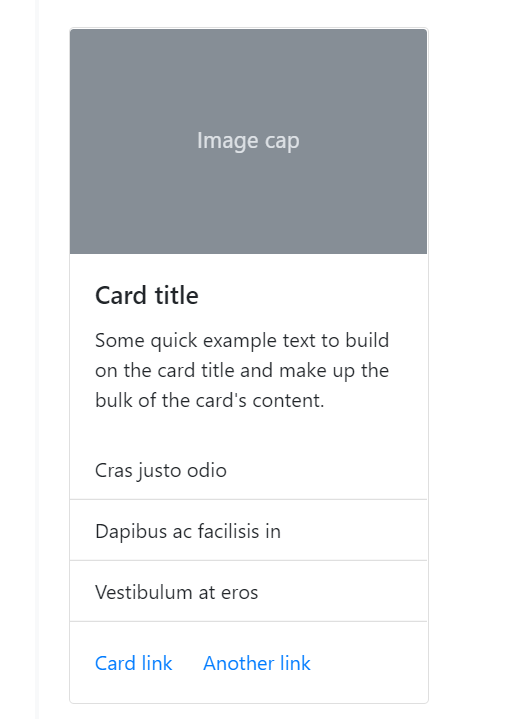 Image cap
Card title
Some quick example text to build
on the card title and make up the
bulk of the card's content.
Cras justo odio
Dapibus ac facilisis in
Vestibulum at eros
Card link Another link